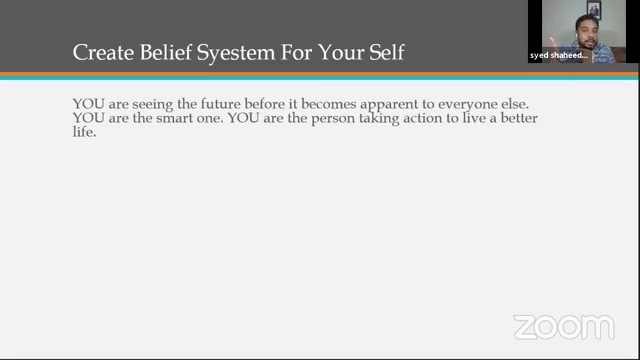 Create Belief Syestem For Your Self
syed shaheed...
YOU are seeing the future before it becomes apparent to everyone else.
YOU are the smart one. YOU are the person taking action to live a better
life.
zoom